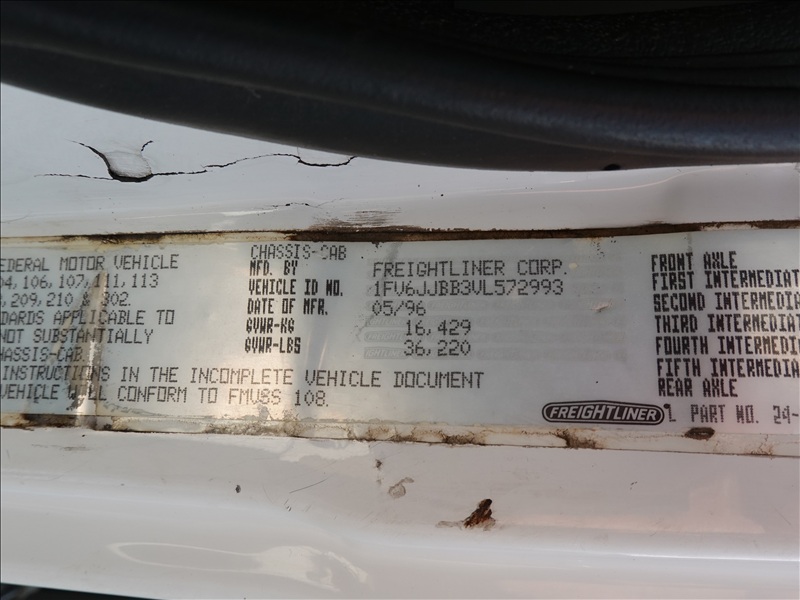 EDERAL MOTOR VEHICLE
04, 106, 107, 111, 113
, 209, 210 & 302.
DARDS APPLICABLE TO
NOT SUBSTANTIALLY
HASSIS-CAB.
INSTRUCTIONS IN THE INCOMPLETE VEHICLE DOCUMENT
VEHICLE WILL CONFORM TO FMVSS 108.
CHASSIS-CAB
MFD. BY FREIGHTLINER CORP.
VEHICLE ID NO. 1FV6JJBB3VL572993
DATE OF MFR. 05/96
GVWR-KG 16,429
GVWR-LBS 36,220
FRONT AXLE
FIRST INTERMEDIAT
SECOND INTERMEDIAT
THIRD INTERMEDIAT
FOURTH INTERMEDIA
FIFTH INTERMEDIA
REAR AXLE
FREIGHTLINER PART NO. 24-